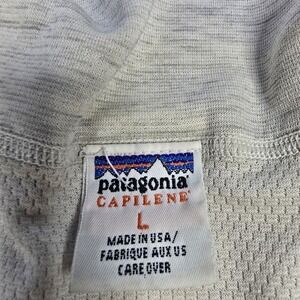 patagonia
CAPILENE
L
MADE IN USA/
FABRIQUE AUX US
CARE OVER